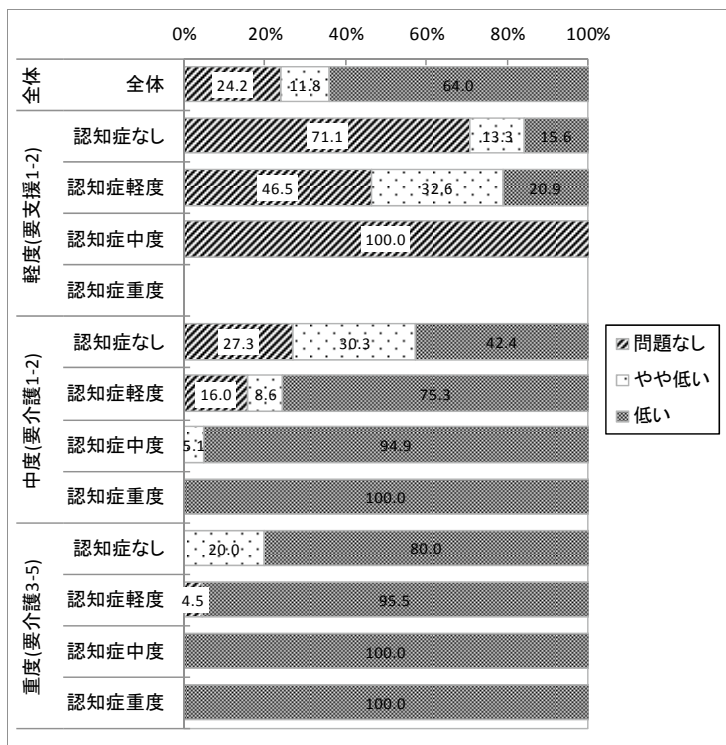 0% 20% 40% 60% 80% 100%
全体
全体 24.2 11.8 64.0
軽度(要支援1-2)
認知症なし 71.1 13.3 15.6
認知症軽度 46.5 32.6 20.9
認知症中度 100.0
認知症重度
中度(要介護1-2)
認知症なし 27.3 30.3 42.4
認知症軽度 16.0 8.6 75.3
認知症中度 5.1 94.9
認知症重度 100.0
重度(要介護3-5)
認知症なし 20.0 80.0
認知症軽度 4.5 95.5
認知症中度 100.0
認知症重度 100.0
問題なし
やや低い
低い